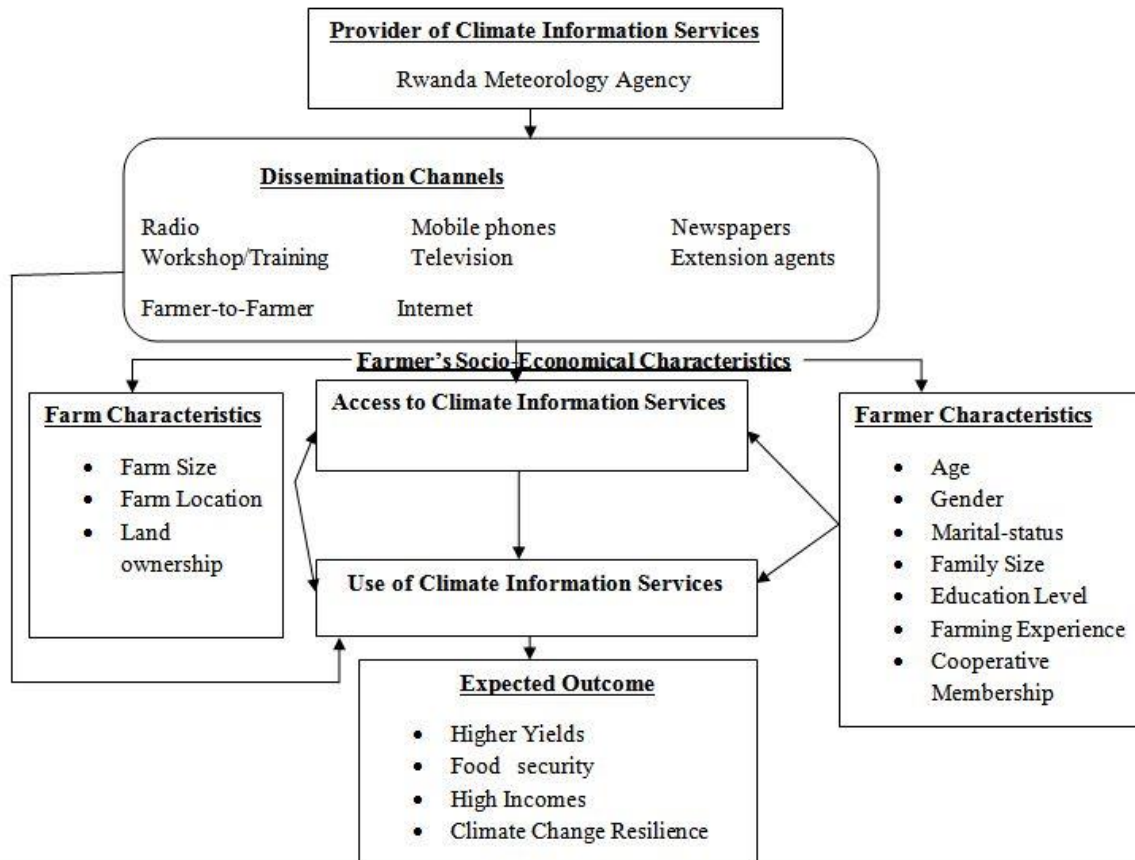 Provider of Climate Information Services
Rwanda Meteorology Agency
Dissemination Channels
Radio Mobile phones Newspapers
Workshop/Training Television Extension agents
Farmer-to-Farmer Internet
Farmer's Socio-Economical Characteristics
Farm Characteristics
• Farm Size
• Farm Location
• Land
ownership
Access to Climate Information Services
Use of Climate Information Services
Farmer Characteristics
• Age
• Gender
• Marital-status
• Family Size
• Education Level
• Farming Experience
• Cooperative
Membership
Expected Outcome
• Higher Yields
• Food security
• High Incomes
• Climate Change Resilience